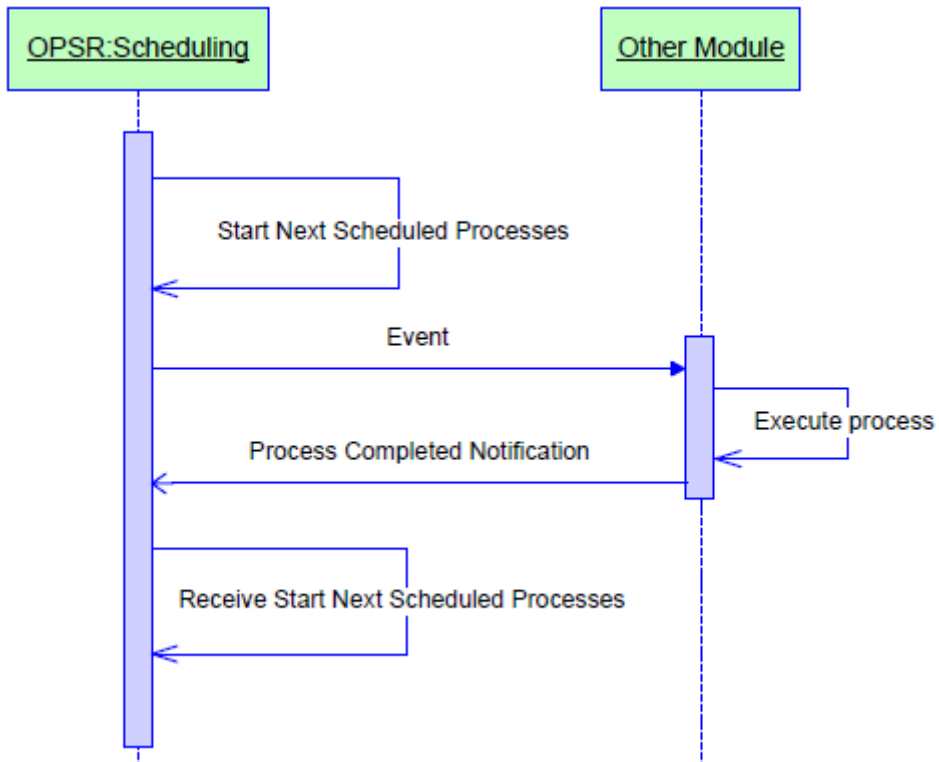 OPSR:Scheduling
Other Module
Start Next Scheduled Processes
Event
Execute process
Process Completed Notification
Receive Start Next Scheduled Processes